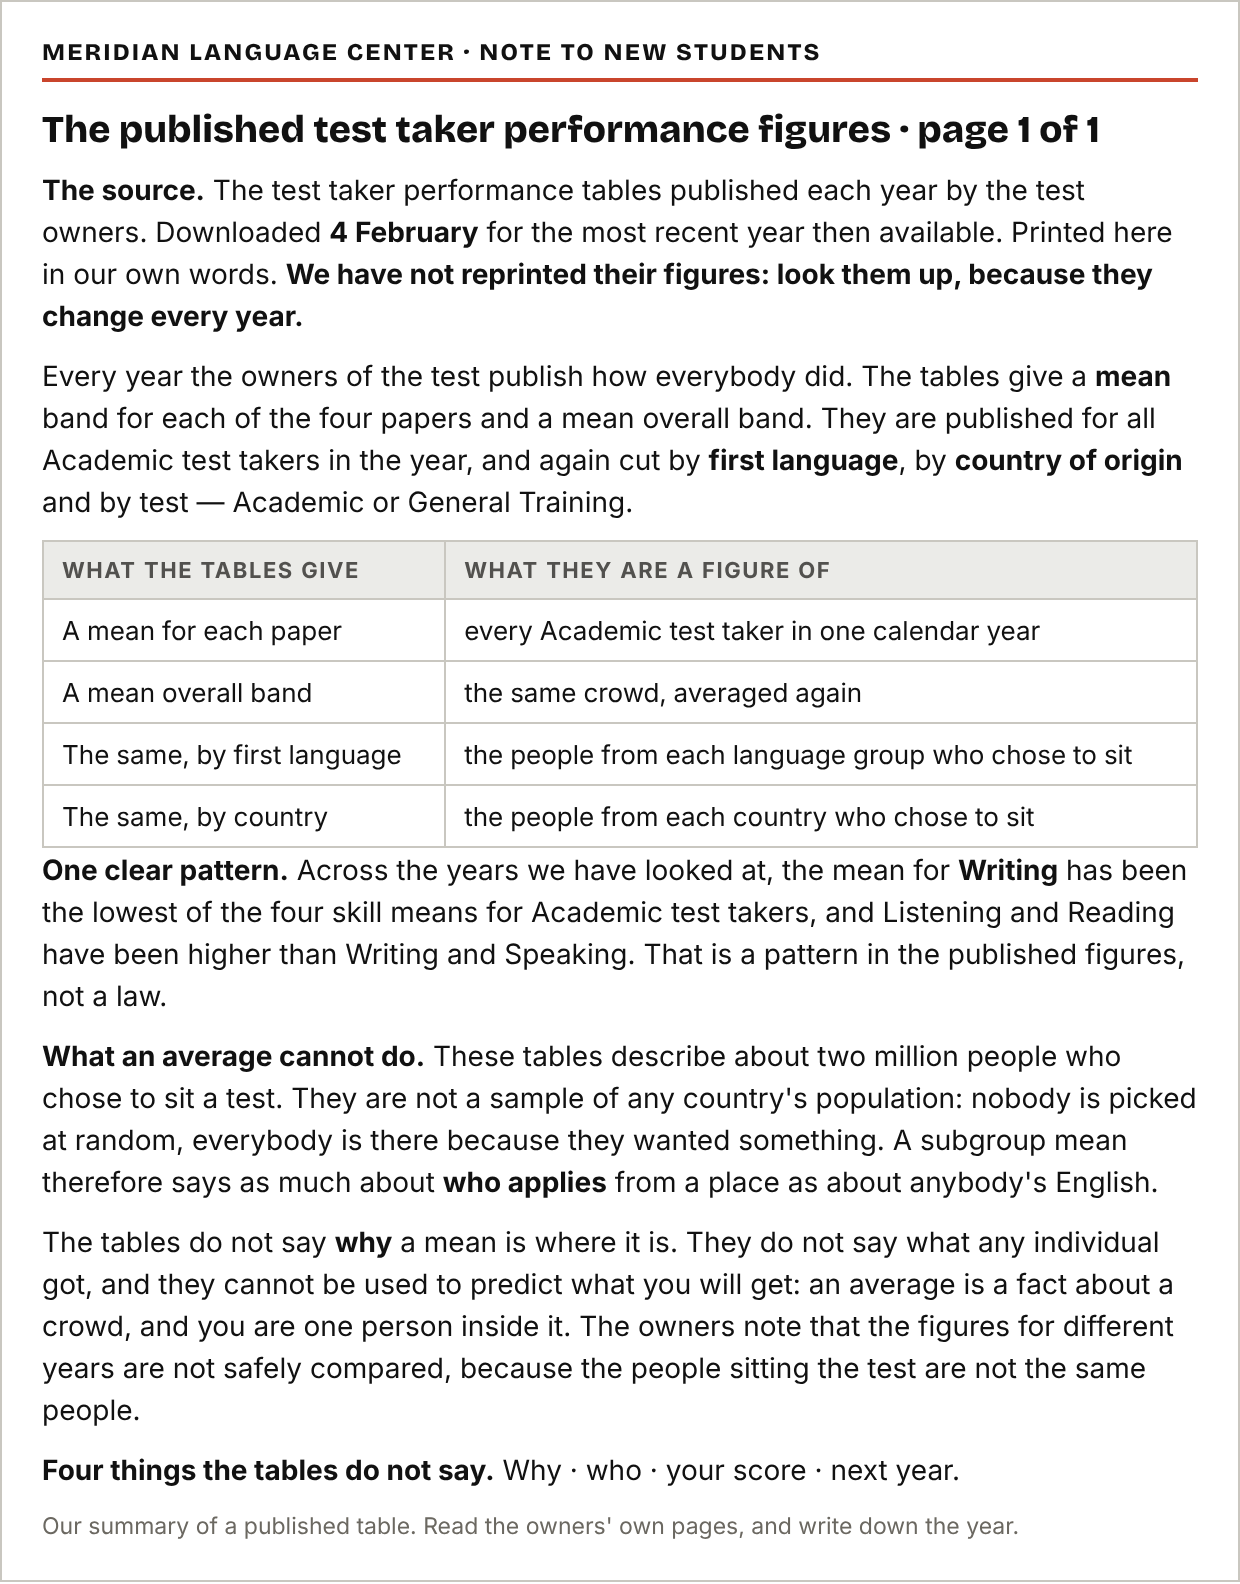 MERIDIAN LANGUAGE CENTER · NOTE TO NEW STUDENTS
The published test taker performance figures · page 1 of 1
The source. The test taker performance tables published each year by the test
owners. Downloaded 4 February for the most recent year then available. Printed here
in our own words. We have not reprinted their figures: look them up, because they
change every year.
Every year the owners of the test publish how everybody did. The tables give a mean
band for each of the four papers and a mean overall band. They are published for all
Academic test takers in the year, and again cut by first language, by country of origin
and by test — Academic or General Training.
WHAT THE TABLES GIVE WHAT THEY ARE A FIGURE OF
A mean for each paper every Academic test taker in one calendar year
A mean overall band the same crowd, averaged again
The same, by first language the people from each language group who chose to sit
The same, by country the people from each country who chose to sit
One clear pattern. Across the years we have looked at, the mean for Writing has been
the lowest of the four skill means for Academic test takers, and Listening and Reading
have been higher than Writing and Speaking. That is a pattern in the published figures,
not a law.
What an average cannot do. These tables describe about two million people who
chose to sit a test. They are not a sample of any country's population: nobody is picked
at random, everybody is there because they wanted something. A subgroup mean
therefore says as much about who applies from a place as about anybody's English.
The tables do not say why a mean is where it is. They do not say what any individual
got, and they cannot be used to predict what you will get: an average is a fact about a
crowd, and you are one person inside it. The owners note that the figures for different
years are not safely compared, because the people sitting the test are not the same
people.
Four things the tables do not say. Why · who · your score · next year.
Our summary of a published table. Read the owners' own pages, and write down the year.